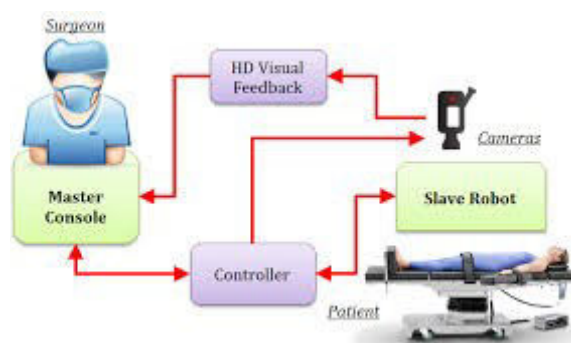 Surgeon
HD Visual
Feedback
Cameras
Master
Console
Slave Robot
Controller
Patient